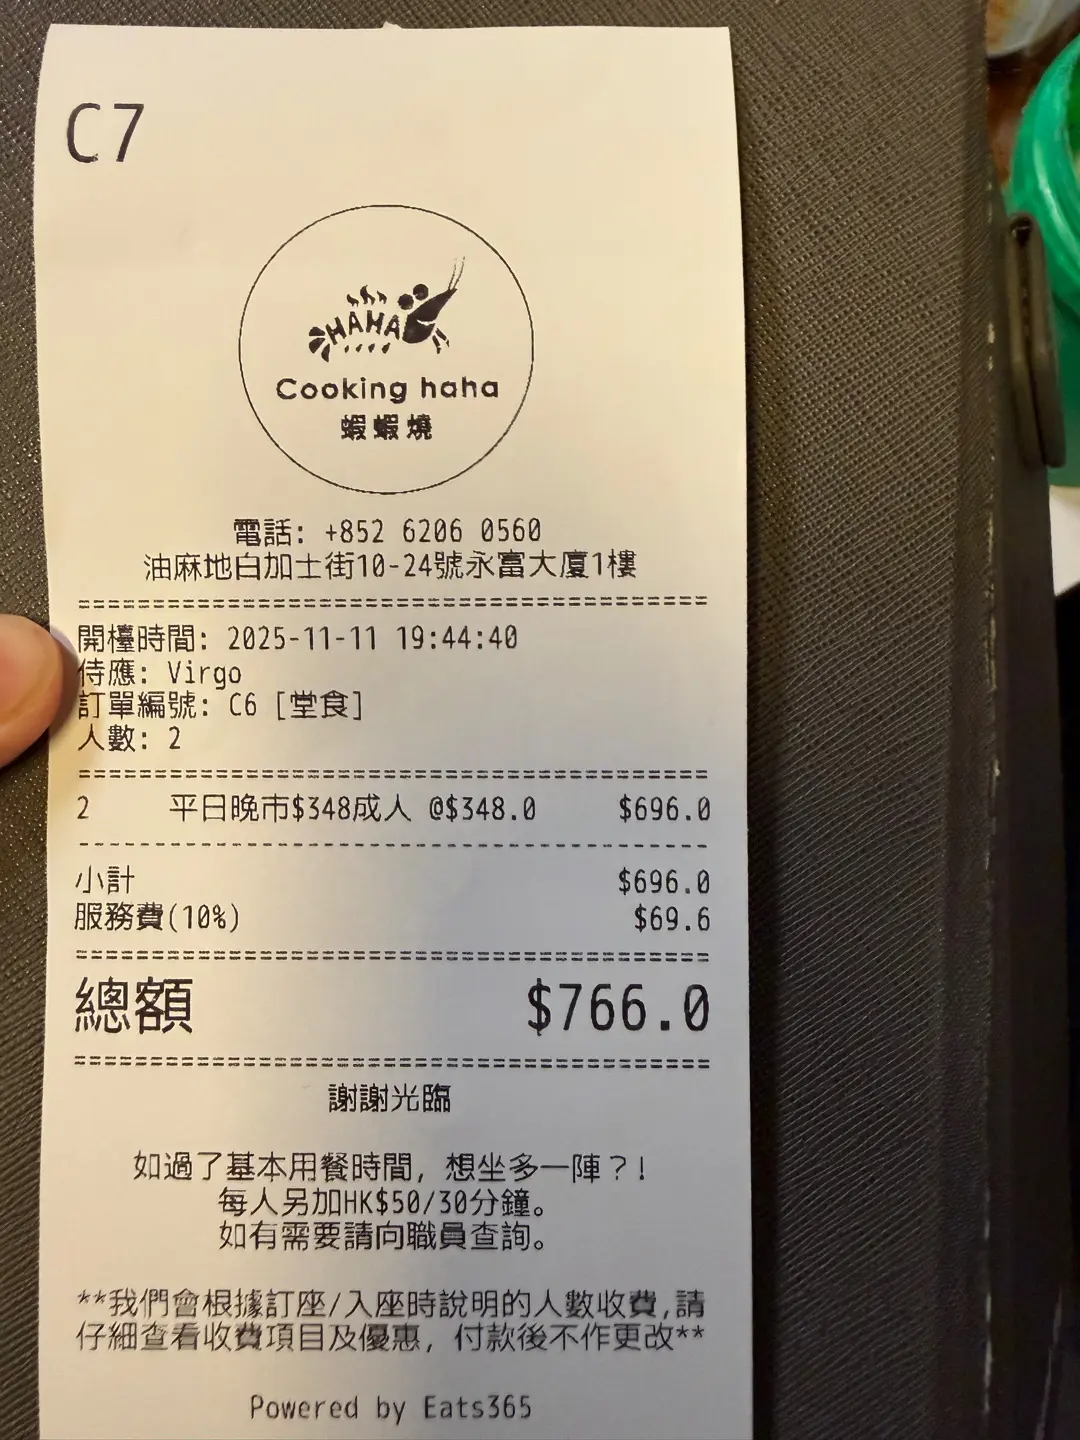 C7
HAHA
Cooking haha
蝦蝦燒
電話: +852 6206 0560
油麻地白加士街10-24號永富大廈1樓
開檯時間: 2025-11-11 19:44:40
侍應: Virgo
訂單編號: C6 [堂食]
人數: 2
2 平日晚市$348成人 @$348.0 $696.0
小計 $696.0
服務費(10%) $69.6
總額 $766.0
謝謝光臨
如過了基本用餐時間, 想坐多一陣?!
每人另加HK$50/30分鐘。
如有需要請向職員查詢。
**我們會根據訂座/入座時說明的人數收費,請
仔細查看收費項目及優惠, 付款後不作更改**
Powered by Eats365